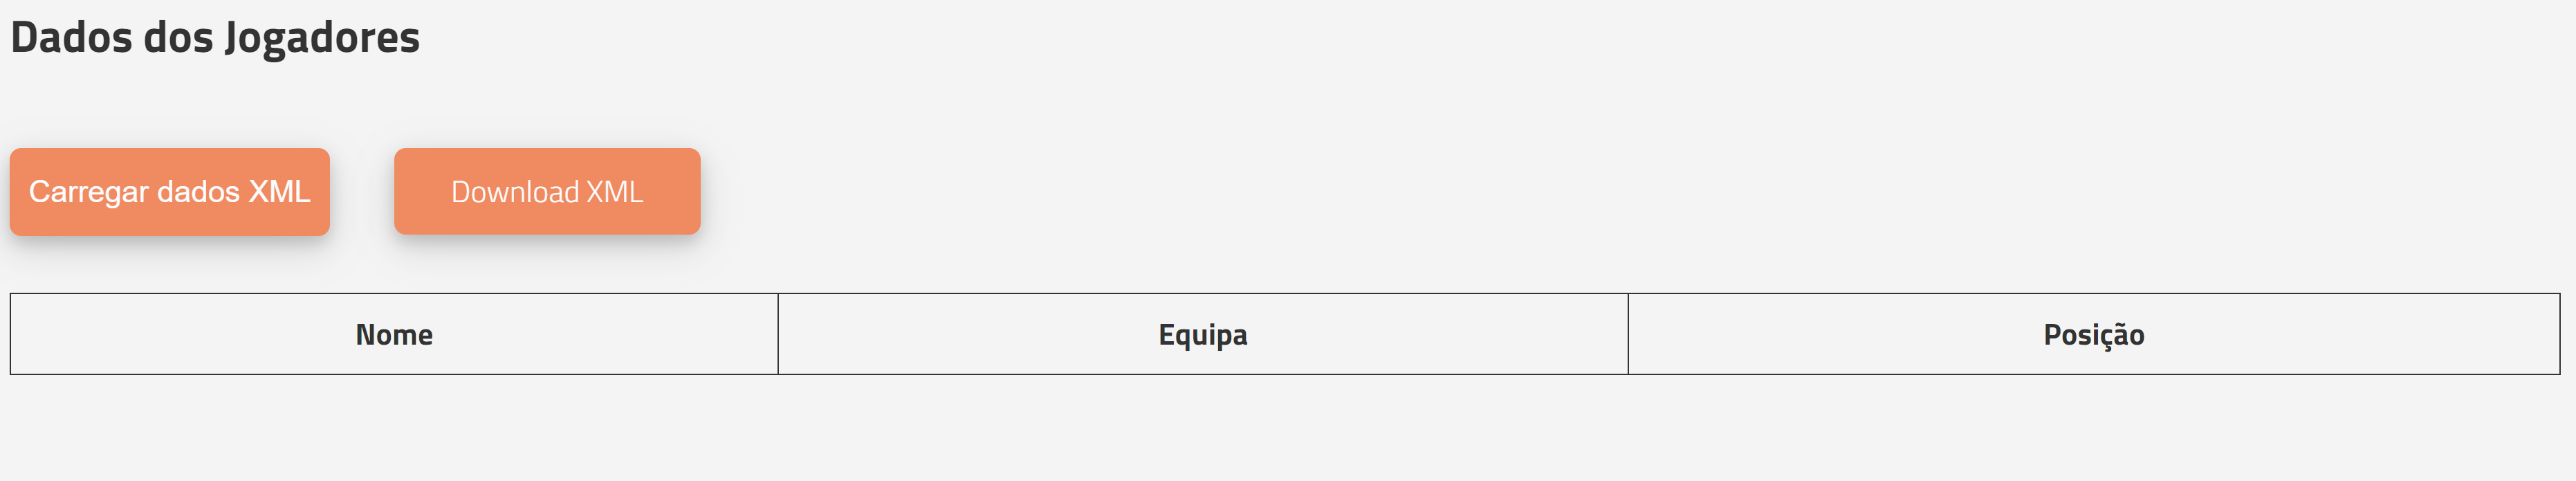 Dados dos Jogadores
Carregar dados XML
Download XML
Nome
Equipa
Posição